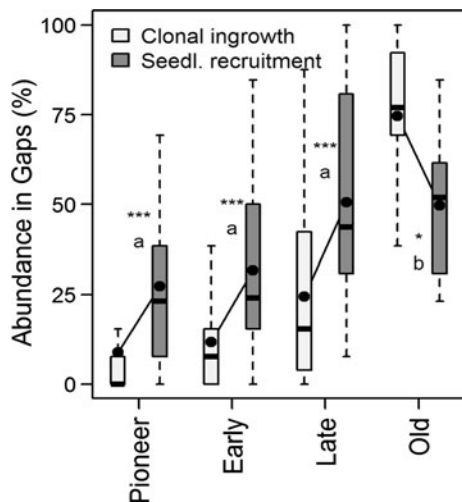 Clonal ingrowth
Seedl. recruitment
Abundance in Gaps (%)
100
75
50
25
0
***
a
***
a
***
a
*
b
Pioneer
Early
Late
Old